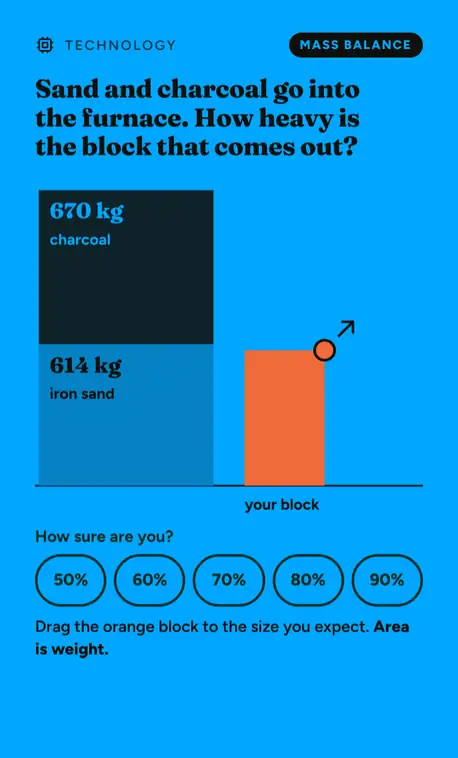 TECHNOLOGY
MASS BALANCE
Sand and charcoal go into
the furnace. How heavy is
the block that comes out?
670 kg
charcoal
614 kg
iron sand
your block
How sure are you?
50%
60%
70%
80%
90%
Drag the orange block to the size you expect. Area
is weight.